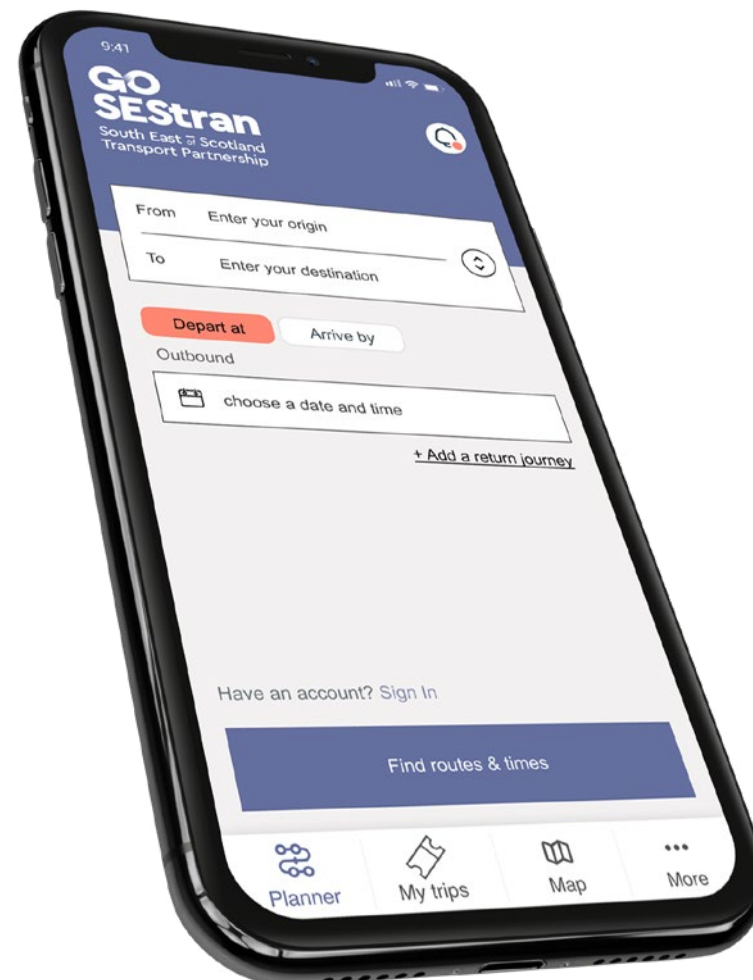 9:41
GO
SEStran
South East of Scotland
Transport Partnership
From Enter your origin
To Enter your destination
Depart at Arrive by
Outbound
choose a date and time
+ Add a return journey
Have an account? Sign In
Find routes & times
Planner My trips Map More